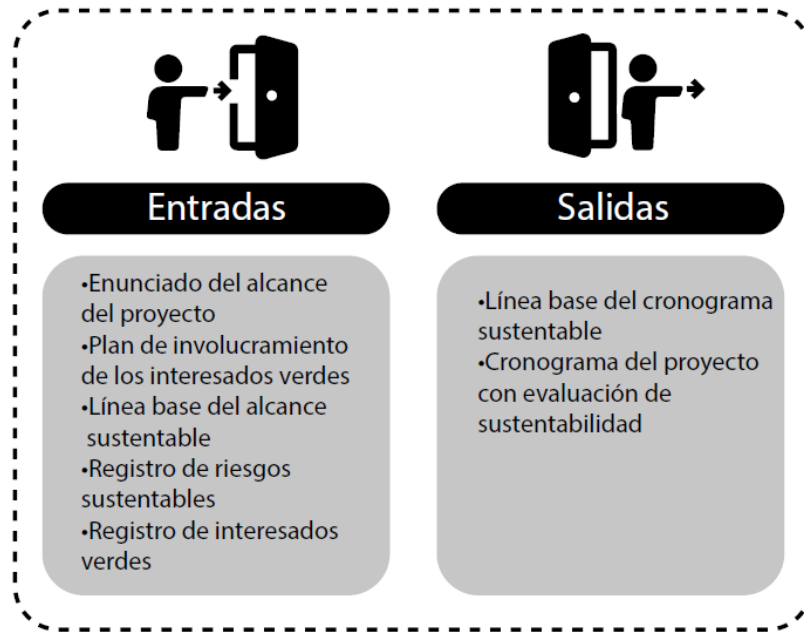 Entradas
•Enunciado del alcance
del proyecto
•Plan de involucramiento
de los interesados verdes
•Línea base del alcance
sustentable
•Registro de riesgos
sustentables
•Registro de interesados
verdes
Salidas
•Línea base del cronograma
sustentable
•Cronograma del proyecto
con evaluación de
sustentabilidad